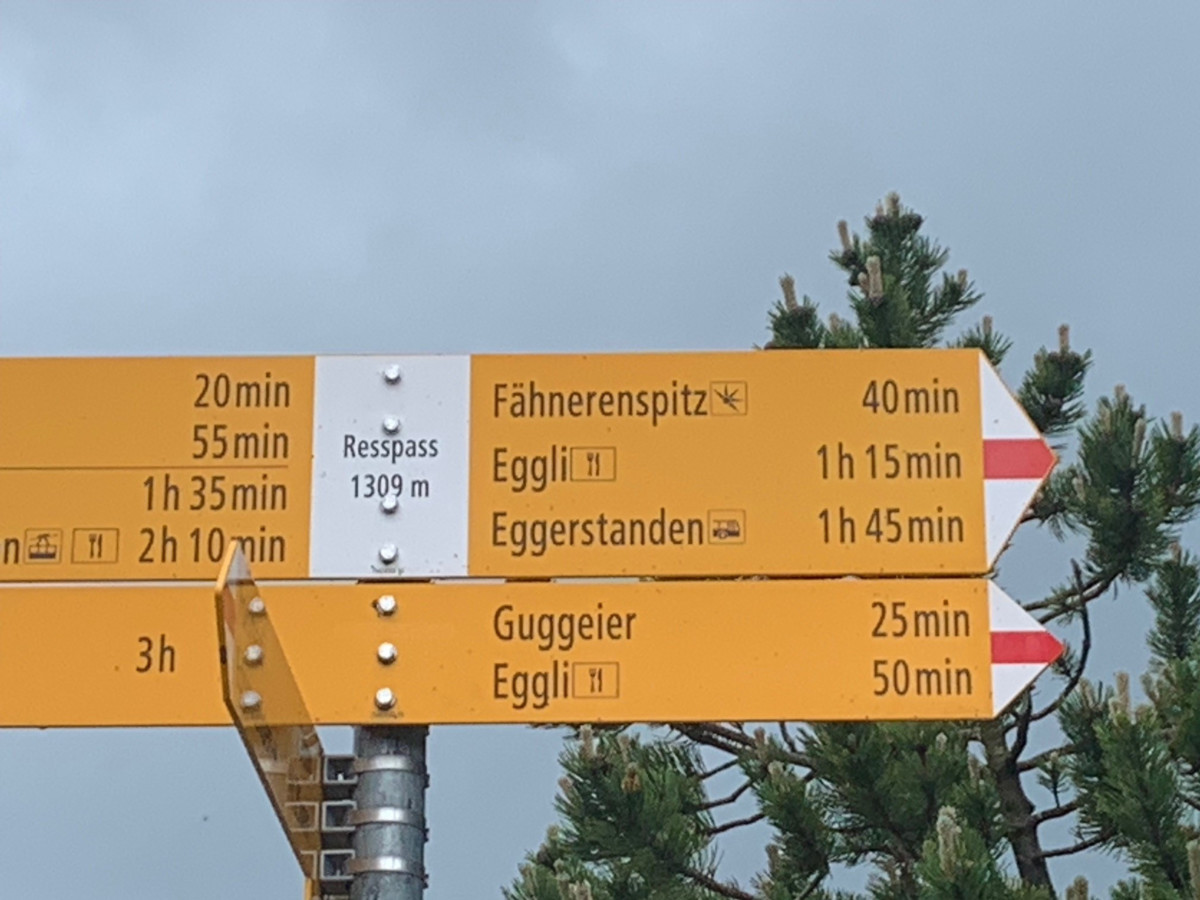 20min
55min
1h 35min
n 2h 10min
Resspass
1309 m
Fähnerenspitz 40min
Eggli 1h 15min
Eggerstanden 1h 45min
3h
Guggeier 25min
Eggli 50min